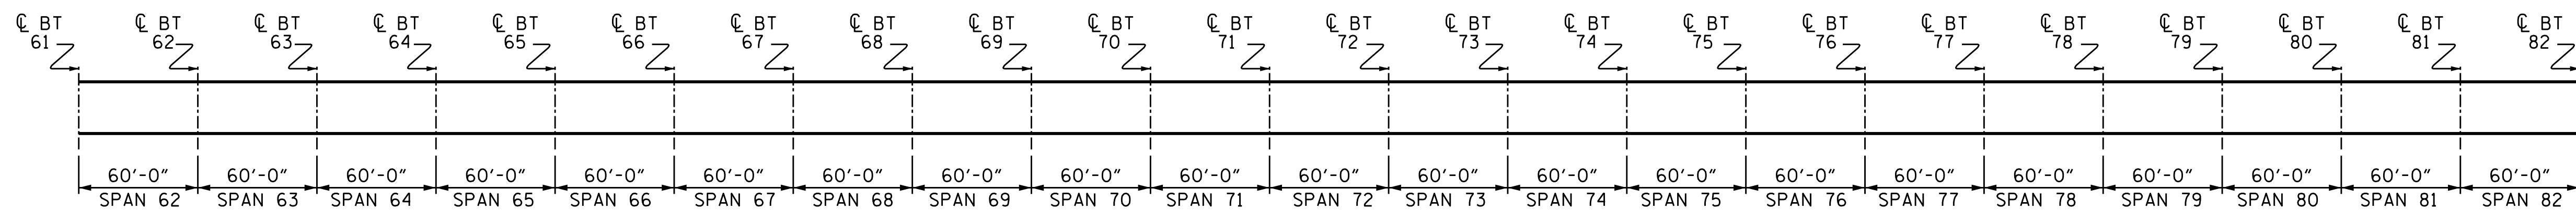 ℄ BT ℄ BT ℄ BT ℄ BT ℄ BT ℄ BT ℄ BT ℄ BT ℄ BT ℄ BT ℄ BT ℄ BT ℄ BT ℄ BT ℄ BT ℄ BT ℄ BT ℄ BT ℄ BT ℄ BT ℄ BT ℄ BT
61 62 63 64 65 66 67 68 69 70 71 72 73 74 75 76 77 78 79 80 81 82
60'-0" 60'-0" 60'-0" 60'-0" 60'-0" 60'-0" 60'-0" 60'-0" 60'-0" 60'-0" 60'-0" 60'-0" 60'-0" 60'-0" 60'-0" 60'-0" 60'-0" 60'-0" 60'-0" 60'-0" 60'-0"
SPAN 62 SPAN 63 SPAN 64 SPAN 65 SPAN 66 SPAN 67 SPAN 68 SPAN 69 SPAN 70 SPAN 71 SPAN 72 SPAN 73 SPAN 74 SPAN 75 SPAN 76 SPAN 77 SPAN 78 SPAN 79 SPAN 80 SPAN 81 SPAN 82